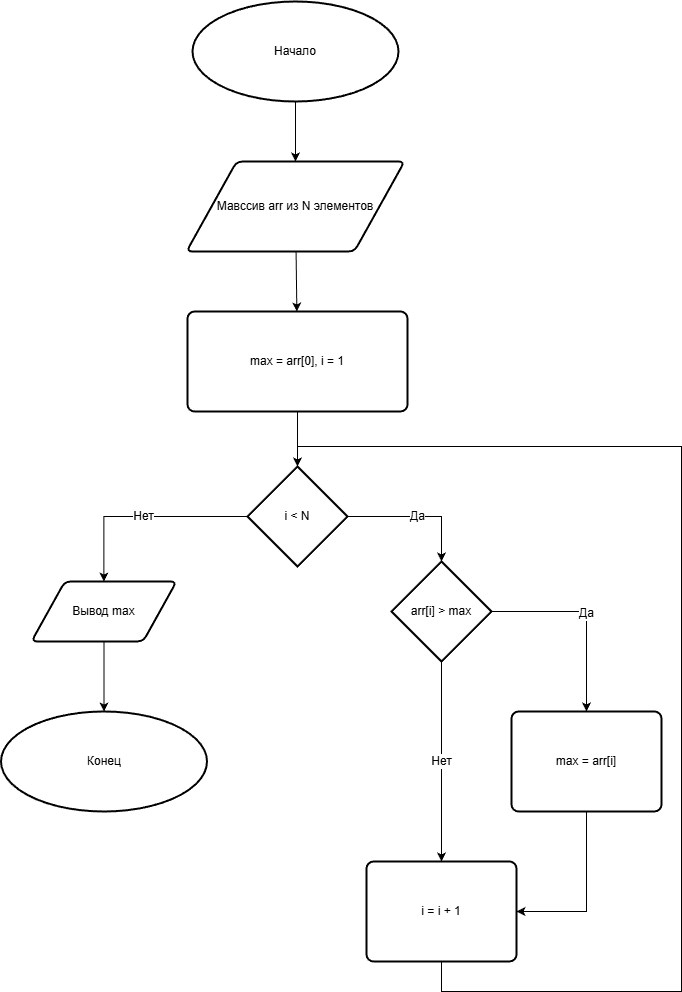 Начало
Мавссив arr из N элементов
max = arr[0], i = 1
i < N
Нет
Да
Вывод max
arr[i] > max
Да
Конец
Нет
max = arr[i]
i = i + 1